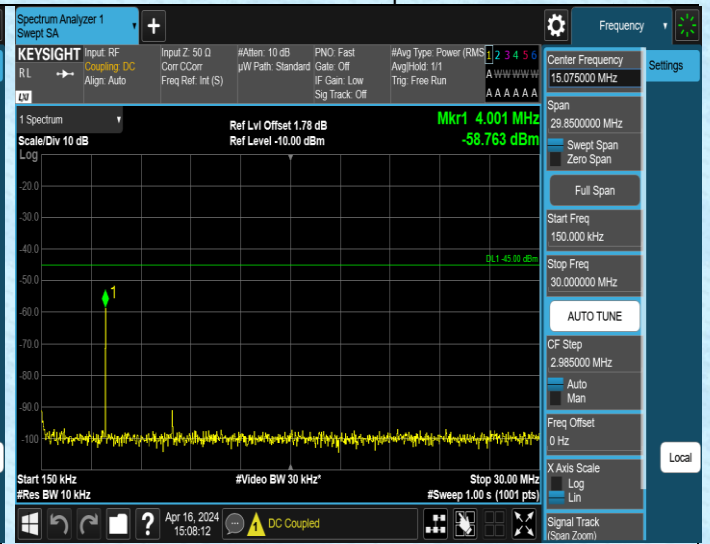 Spectrum Analyzer 1
Swept SA
+
Frequency
KEYSIGHT
RL
LXI
Input: RF
Coupling: DC
Align: Auto
Input Z: 50 Ω
Corr CCorr
Freq Ref: Int (S)
#Atten: 10 dB
µW Path: Standard
PNO: Fast
Gate: Off
IF Gain: Low
Sig Track: Off
#Avg Type: Power (RMS
Avg|Hold: 1/1
Trig: Free Run
1 2 3 4 5 6
A W W W W W
A A A A A A
1 Spectrum
Scale/Div 10 dB
Log
Ref Lvl Offset 1.78 dB
Ref Level -10.00 dBm
Mkr1 4.001 MHz
-58.763 dBm
-20.0
-30.0
-40.0
DL1 -45.00 dBm
-50.0
1
-60.0
-70.0
-80.0
-90.0
-100
Start 150 kHz
#Res BW 10 kHz
#Video BW 30 kHz*
Stop 30.00 MHz
#Sweep 1.00 s (1001 pts)
?
Apr 16, 2024
15:08:12
DC Coupled
Center Frequency
15.075000 MHz
Span
29.8500000 MHz
Swept Span
Zero Span
Full Span
Start Freq
150.000 kHz
Stop Freq
30.000000 MHz
AUTO TUNE
CF Step
2.985000 MHz
Auto
Man
Freq Offset
0 Hz
X Axis Scale
Log
Lin
Signal Track
(Span Zoom)
Settings
Local